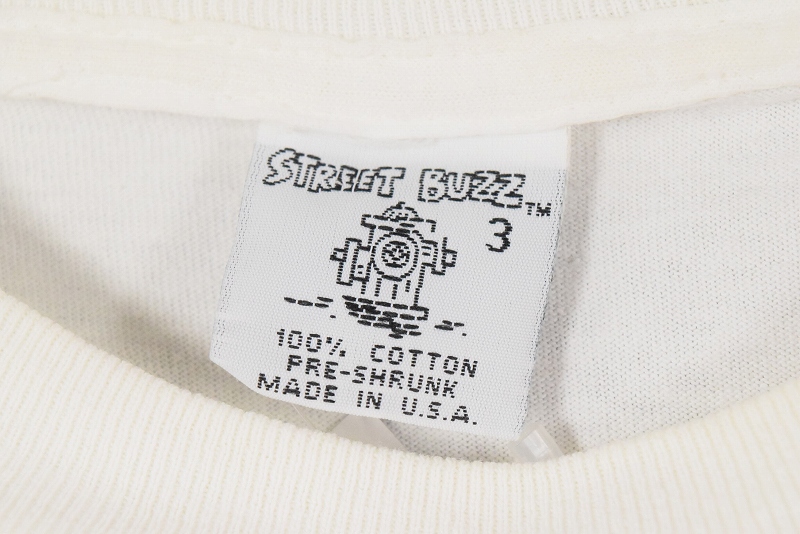 STREET BUZZ™
3
100% COTTON
PRE-SHRUNK
MADE IN U.S.A.